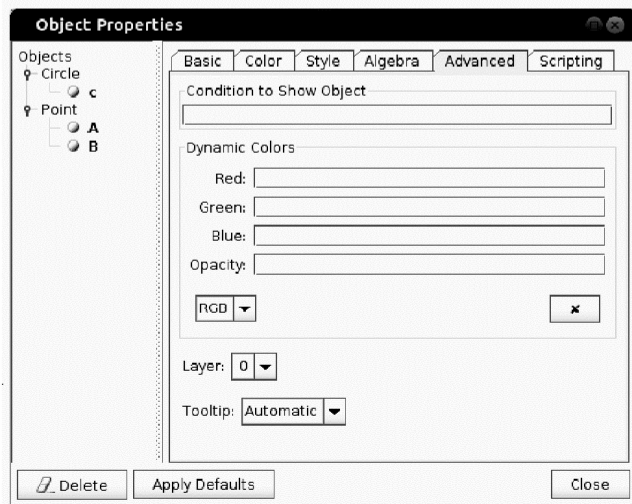 Object Properties
Objects
Circle
c
Point
A
B
Basic Color Style Algebra Advanced Scripting
Condition to Show Object
Dynamic Colors
Red:
Green:
Blue:
Opacity:
RGB
Layer: 0
Tooltip: Automatic
Delete Apply Defaults Close